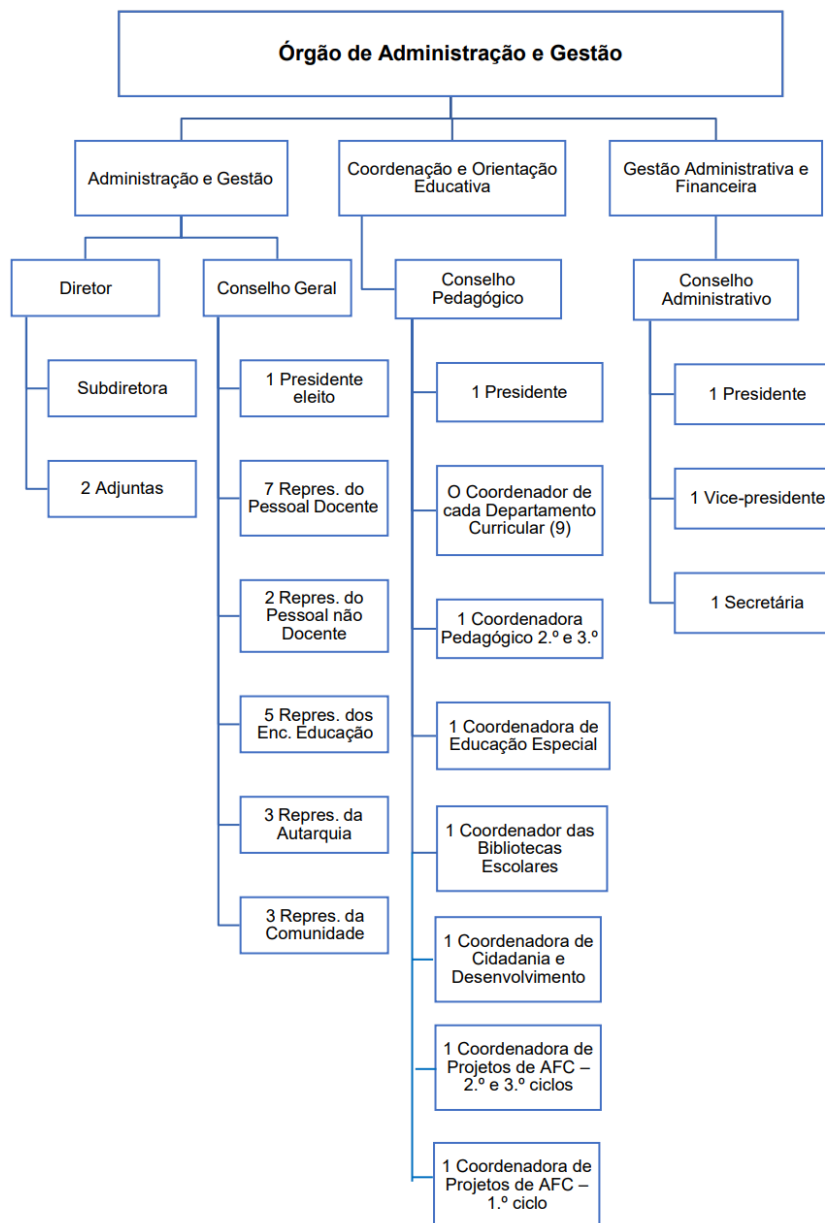 Órgão de Administração e Gestão
Administração e Gestão
Coordenação e Orientação
Educativa
Gestão Administrativa e
Financeira
Diretor
Conselho Geral
Conselho
Pedagógico
Conselho
Administrativo
Subdiretora
2 Adjuntas
1 Presidente
eleito
7 Repres. do
Pessoal Docente
2 Repres. do
Pessoal não
Docente
5 Repres. dos
Enc. Educação
3 Repres. da
Autarquia
3 Repres. da
Comunidade
1 Presidente
O Coordenador de
cada Departamento
Curricular (9)
1 Coordenadora
Pedagógico 2.º e 3.º
1 Coordenadora de
Educação Especial
1 Coordenador das
Bibliotecas
Escolares
1 Coordenadora de
Cidadania e
Desenvolvimento
1 Coordenadora de
Projetos de AFC –
2.º e 3.º ciclos
1 Coordenadora de
Projetos de AFC –
1.º ciclo
1 Presidente
1 Vice-presidente
1 Secretária